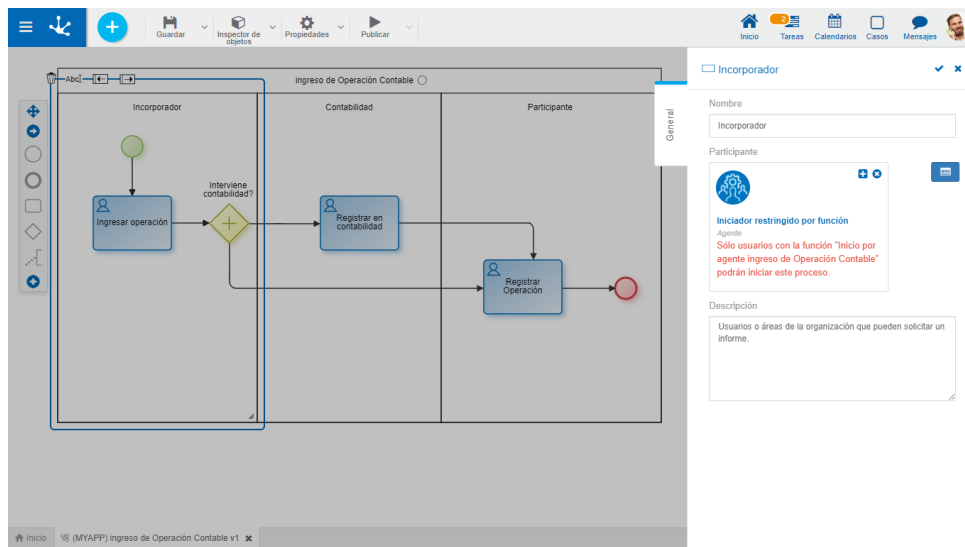 Guardar
Inspector de
objetos
Propiedades
Publicar
2
Inicio
Tareas
Calendarios
Casos
Mensajes
Abc
ingreso de Operación Contable
Incorporador
Contabilidad
Participante
Interviene
contabilidad?
Ingresar operación
Registrar en
contabilidad
Registrar
Operación
General
Incorporador
Nombre
Incorporador
Participante
Iniciador restringido por función
Agente
Sólo usuarios con la función "Inicio por
agente ingreso de Operación Contable"
podrán iniciar este proceso.
Descripción
Usuarios o áreas de la organización que pueden solicitar un
informe.
Inicio
(MYAPP) ingreso de Operación Contable v1